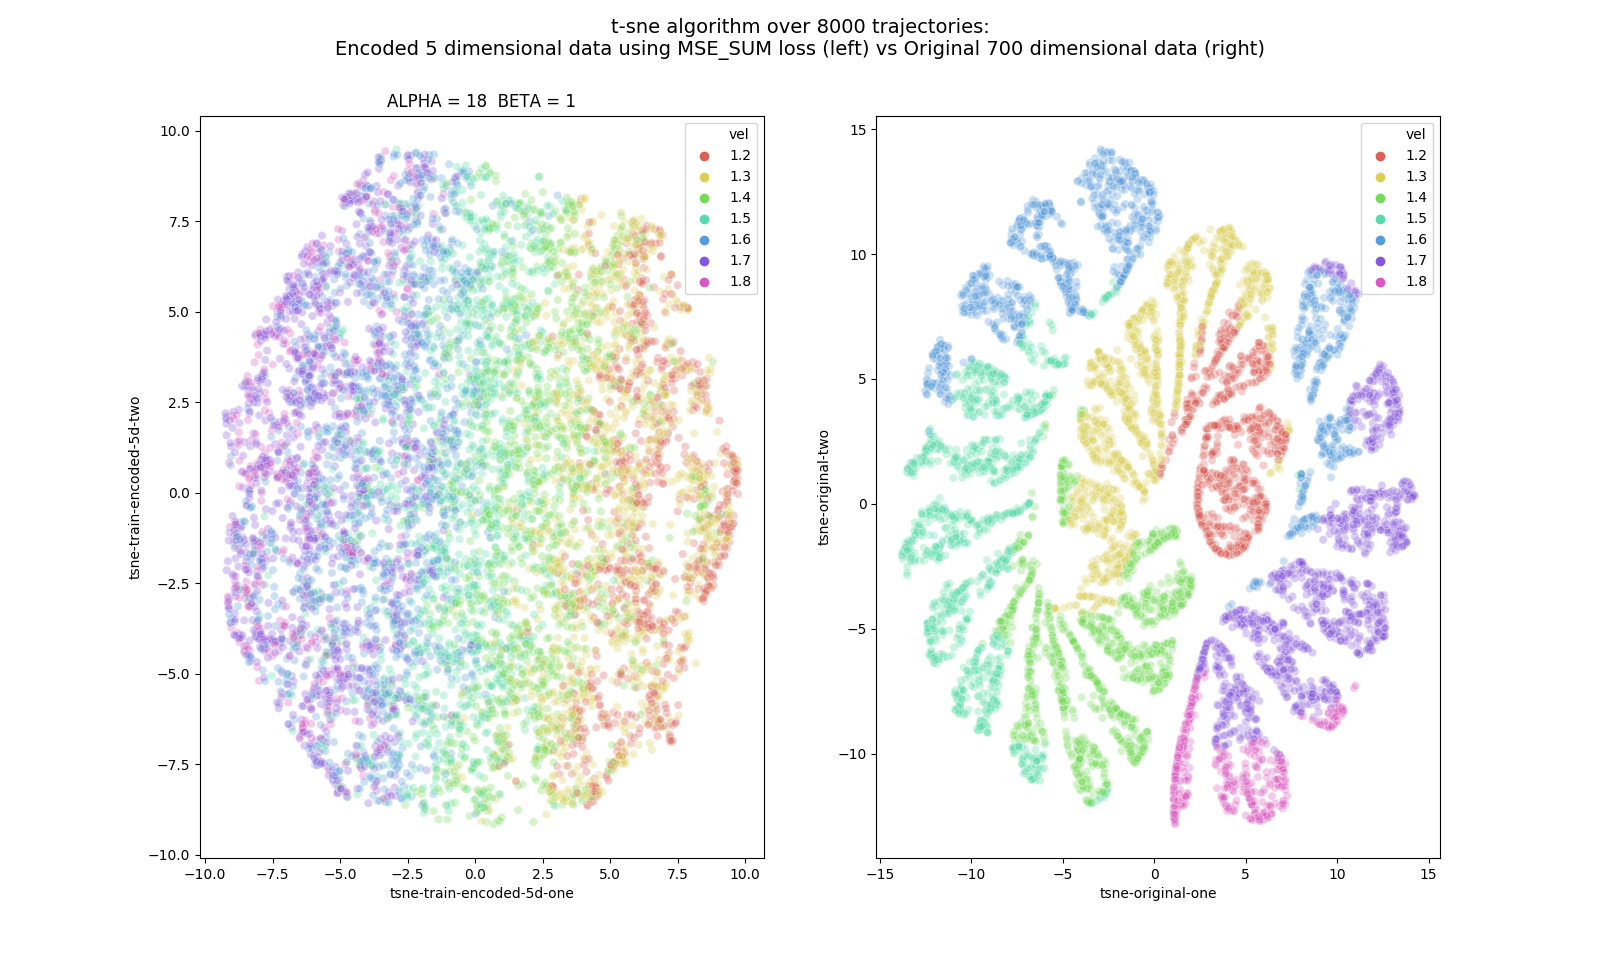 t-sne algorithm over 8000 trajectories:
Encoded 5 dimensional data using MSE_SUM loss (left) vs Original 700 dimensional data (right)
ALPHA = 18 BETA = 1
10.0
7.5
5.0
2.5
0.0
−2.5
−5.0
−7.5
−10.0
tsne-train-encoded-5d-two
−10.0 −7.5 −5.0 −2.5 0.0 2.5 5.0 7.5 10.0
tsne-train-encoded-5d-one
vel
1.2
1.3
1.4
1.5
1.6
1.7
1.8
15
10
5
0
−5
−10
tsne-original-two
−15 −10 −5 0 5 10 15
tsne-original-one
vel
1.2
1.3
1.4
1.5
1.6
1.7
1.8